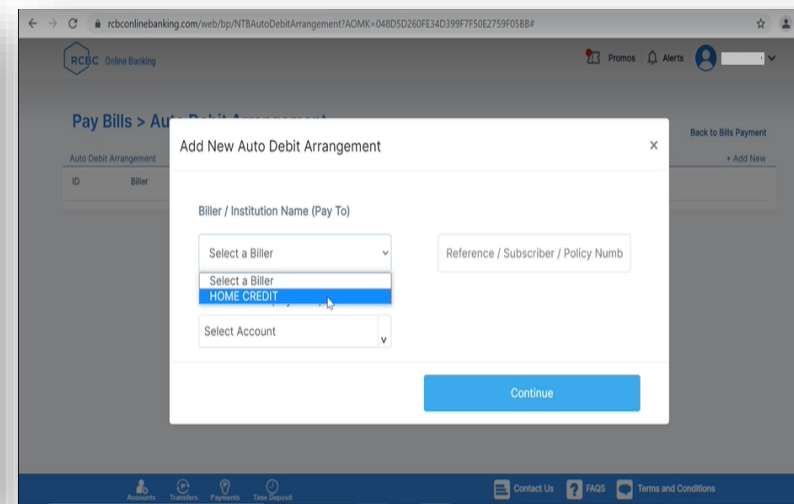 rcbconlinebanking.com/web/bp/NTBAutoDebitArrangement?AOMK=048D5D260FE34D399F7F50E2759F05BB#
RCBC Online Banking
Promos Alerts
Pay Bills > Au
Back to Bills Payment
Auto Debit Arrangement
+ Add New
ID Biller
Add New Auto Debit Arrangement
x
Biller / Institution Name (Pay To)
Select a Biller
Reference / Subscriber / Policy Numb
Select a Biller
HOME CREDIT
Select Account
Continue
Accounts Transfers Payments Time Deposit
Contact Us ? FAQS Terms and Conditions